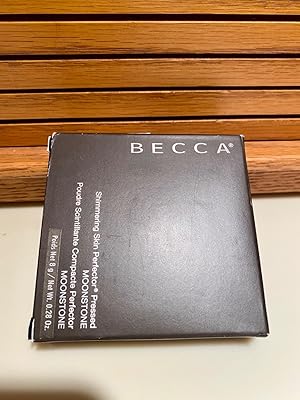 BECCA®
Shimmering Skin Perfector® Pressed
MOONSTONE
Poudre Scintillante Compacte Perfector
MOONSTONE
Poids Net 8 g / Net Wt. 0.28 Oz.